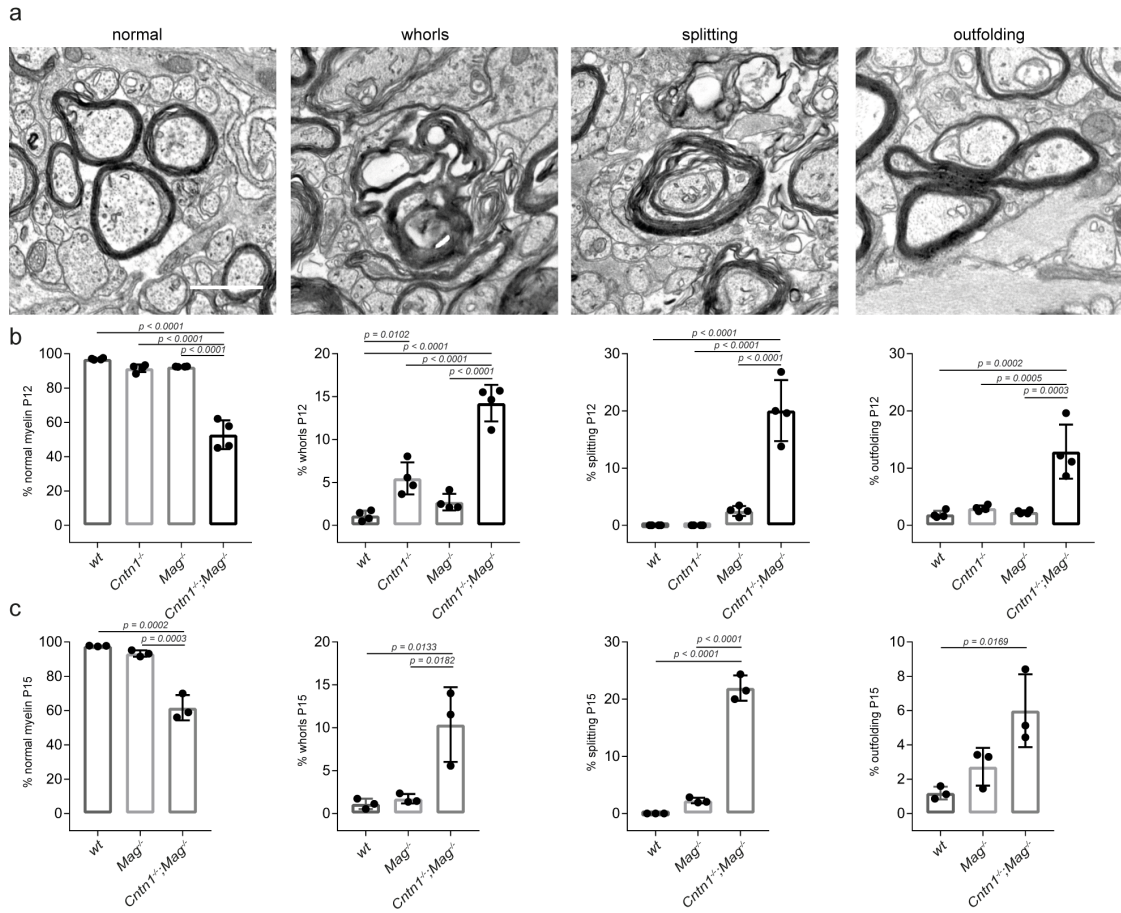 a
normal
whorls
splitting
outfolding
b
% normal myelin P12
100
80
60
40
20
0
p < 0.0001
p < 0.0001
p < 0.0001
wt
Cntn1-/-
Mag-/-
Cntn1-/-;Mag-/-
% whorls P12
20
15
10
5
0
p = 0.0102
p < 0.0001
p < 0.0001
p < 0.0001
wt
Cntn1-/-
Mag-/-
Cntn1-/-;Mag-/-
% splitting P12
30
20
10
0
p < 0.0001
p < 0.0001
p < 0.0001
wt
Cntn1-/-
Mag-/-
Cntn1-/-;Mag-/-
% outfolding P12
30
20
10
0
p = 0.0002
p = 0.0005
p = 0.0003
wt
Cntn1-/-
Mag-/-
Cntn1-/-;Mag-/-
c
% normal myelin P15
100
80
60
40
20
0
p = 0.0002
p = 0.0003
wt
Mag-/-
Cntn1-/-;Mag-/-
% whorls P15
20
15
10
5
0
p = 0.0133
p = 0.0182
wt
Mag-/-
Cntn1-/-;Mag-/-
% splitting P15
30
20
10
0
p < 0.0001
p < 0.0001
wt
Mag-/-
Cntn1-/-;Mag-/-
% outfolding P15
10
8
6
4
2
0
p = 0.0169
wt
Mag-/-
Cntn1-/-;Mag-/-